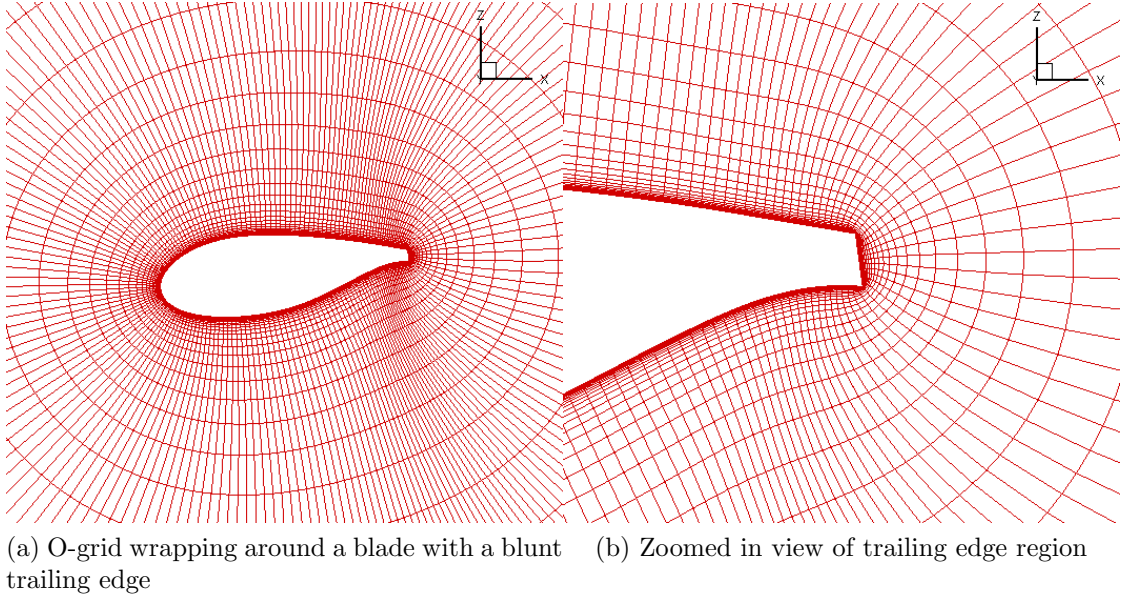 Z
X
Y
Z
X
Y
(a) O-grid wrapping around a blade with a blunt
trailing edge
(b) Zoomed in view of trailing edge region